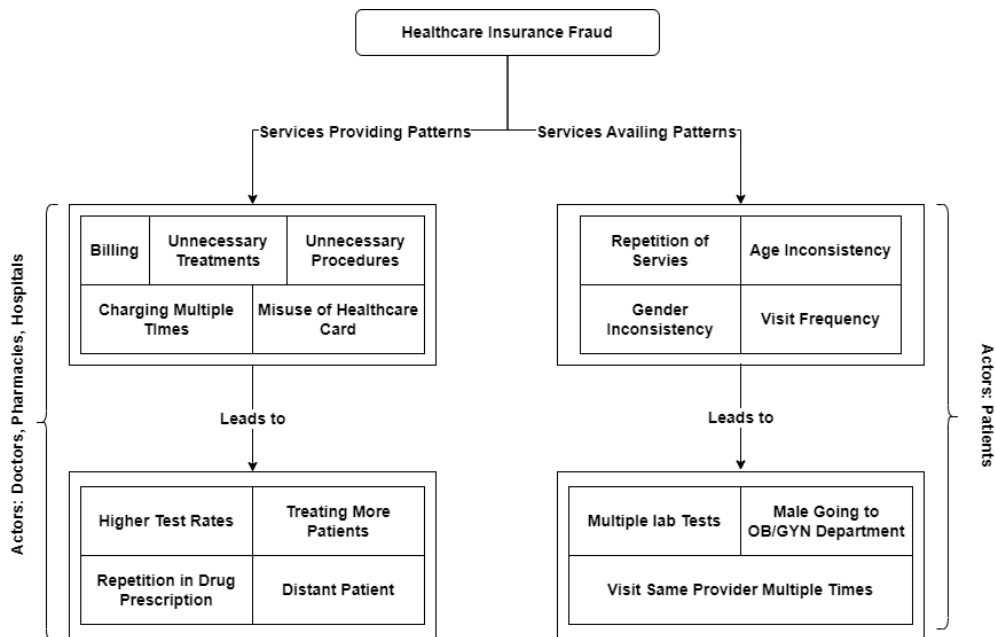 Healthcare Insurance Fraud
Services Providing Patterns
Services Availing Patterns
Actors: Doctors, Pharmacles, Hospitals
Billing
Unnecessary
Treatments
Unnecessary
Procedures
Charging Multiple
Times
Misuse of Healthcare
Card
Leads to
Higher Test Rates
Treating More
Patients
Repetition in Drug
Prescription
Distant Patient
Repetition of
Servies
Age Inconsistency
Gender
Inconsistency
Visit Frequency
Leads to
Multiple lab Tests
Male Going to
OB/GYN Department
Visit Same Provider Multiple Times
Actors: Patients